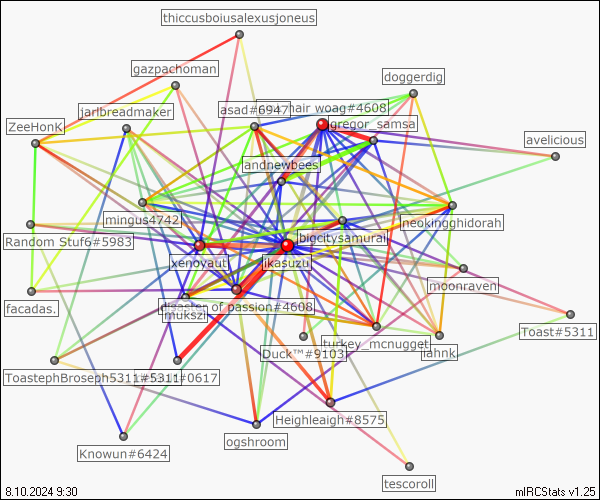 thiccusboiusalexusjoneus
gazpachoman
doggerdig
jarlbreadmaker
asad#6947
hair woag#4608
gregor_samsa
ZeeHonk
avelicious
andnewbees
mingus4742
neokingghidorah
Random Stuf6#5983
bigcitysamurai
xenovaut
ikasuzu
moonraven
facadas.
disaster of passion#4608
mukszi
Toast#5311
turkey_mcnugget
Duck™#9103
lahnk
ToastephBroseph5311#5311#0617
Heighleaigh#8575
ogshroom
Knowun#6424
tescoroll
8.10.2024 9:30
mIRCStats v1.25